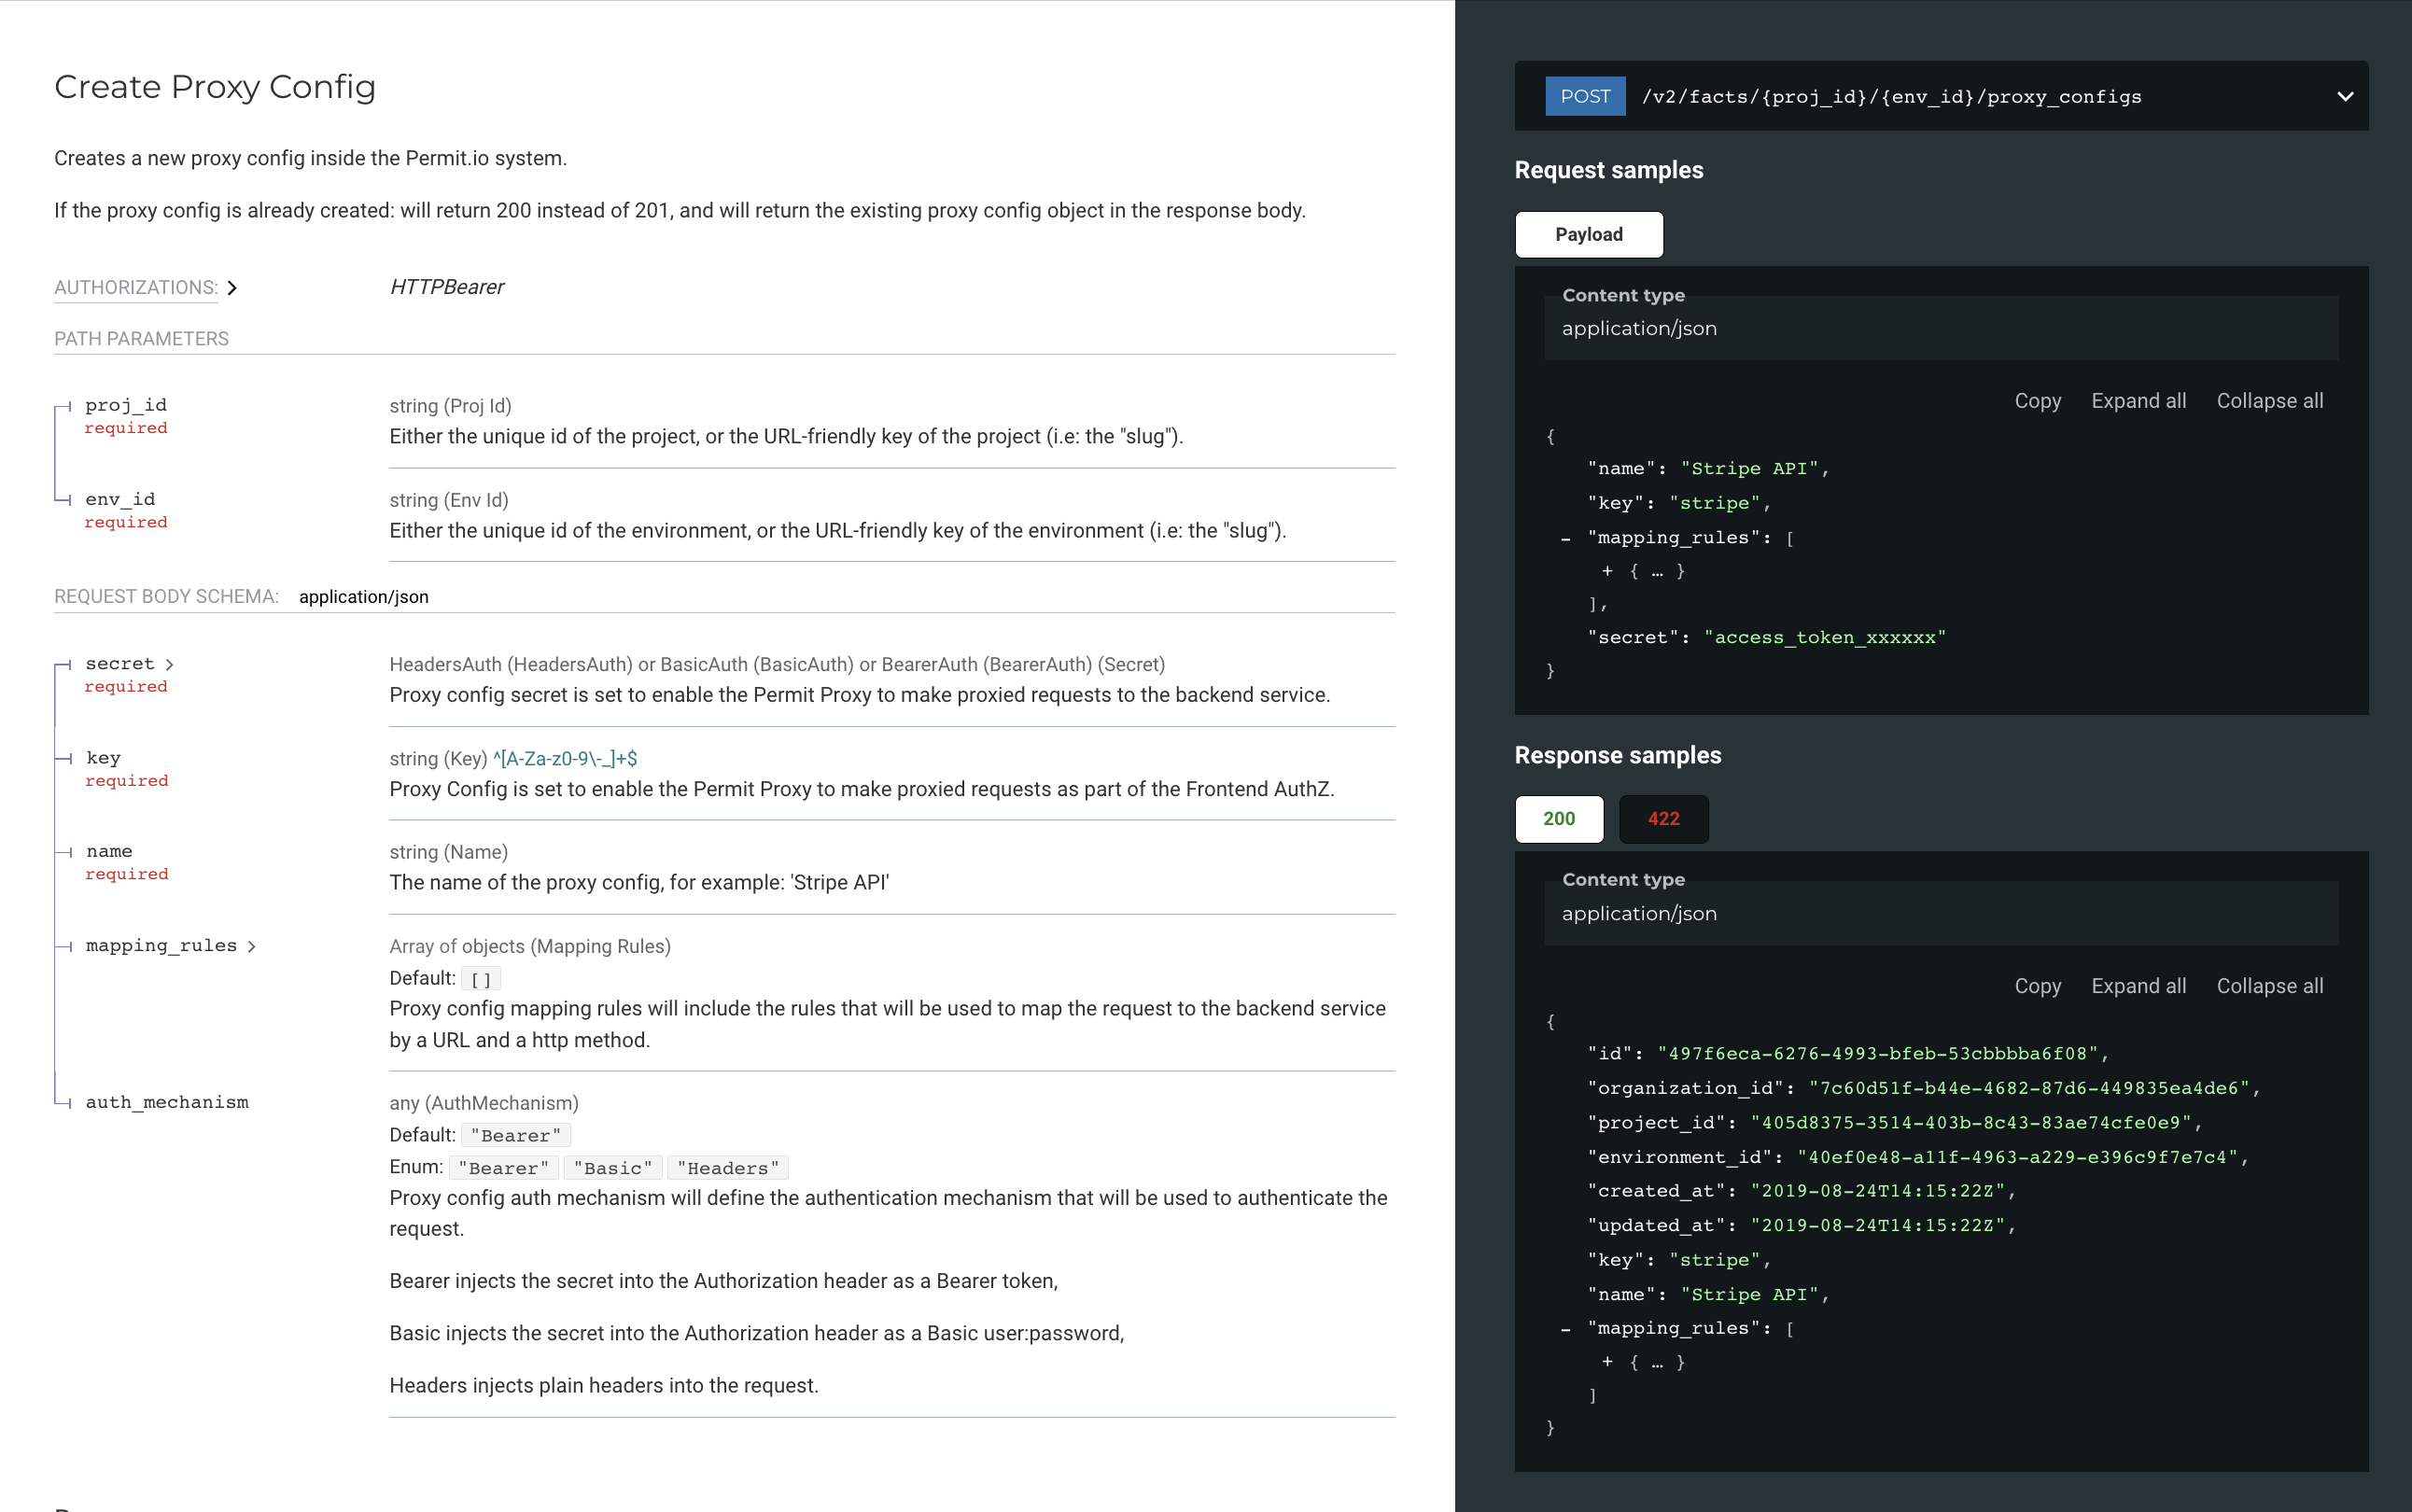 Create Proxy Config
Creates a new proxy config inside the Permit.io system.
If the proxy config is already created: will return 200 instead of 201, and will return the existing proxy config object in the response body.
AUTHORIZATIONS: HTTPBearer
PATH PARAMETERS
proj_id
required
string (Proj Id)
Either the unique id of the project, or the URL-friendly key of the project (i.e: the "slug").
env_id
required
string (Env Id)
Either the unique id of the environment, or the URL-friendly key of the environment (i.e: the "slug").
REQUEST BODY SCHEMA: application/json
secret
required
HeadersAuth (HeadersAuth) or BasicAuth (BasicAuth) or BearerAuth (BearerAuth) (Secret)
Proxy config secret is set to enable the Permit Proxy to make proxied requests to the backend service.
key
required
string (Key) ^[A-Za-z0-9\-_]+$
Proxy Config is set to enable the Permit Proxy to make proxied requests as part of the Frontend AuthZ.
name
required
string (Name)
The name of the proxy config, for example: 'Stripe API'
mapping_rules
Array of objects (Mapping Rules)
Default: []
Proxy config mapping rules will include the rules that will be used to map the request to the backend service
by a URL and a http method.
auth_mechanism
any (AuthMechanism)
Default: "Bearer"
Enum: "Bearer" "Basic" "Headers"
Proxy config auth mechanism will define the authentication mechanism that will be used to authenticate the
request.
Bearer injects the secret into the Authorization header as a Bearer token,
Basic injects the secret into the Authorization header as a Basic user:password,
Headers injects plain headers into the request.
POST /v2/facts/{proj_id}/{env_id}/proxy_configs
Request samples
Payload
Content type
application/json
Copy Expand all Collapse all
{
"name": "Stripe API",
"key": "stripe",
- "mapping_rules": [
+ { … }
],
"secret": "access_token_xxxxxx"
}
Response samples
200 422
Content type
application/json
Copy Expand all Collapse all
{
"id": "497f6eca-6276-4993-bfeb-53cbbbba6f08",
"organization_id": "7c60d51f-b44e-4682-87d6-449835ea4de6",
"project_id": "405d8375-3514-403b-8c43-83ae74cfe0e9",
"environment_id": "40ef0e48-a11f-4963-a229-e396c9f7e7c4",
"created_at": "2019-08-24T14:15:22Z",
"updated_at": "2019-08-24T14:15:22Z",
"key": "stripe",
"name": "Stripe API",
- "mapping_rules": [
+ { … }
]
}